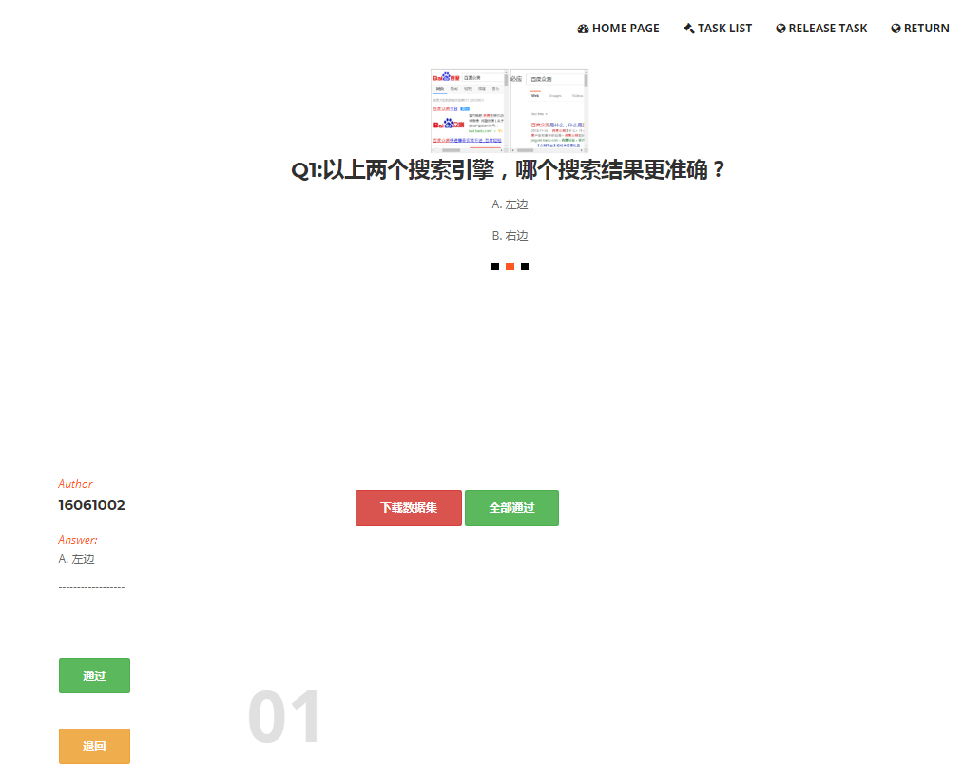 HOME PAGE TASK LIST RELEASE TASK RETURN
Q1:以上两个搜索引擎，哪个搜索结果更准确？
A. 左边
B. 右边
Author
16061002
下载数据集 全部通过
Answer:
A. 左边
------------------
通过
01
退回